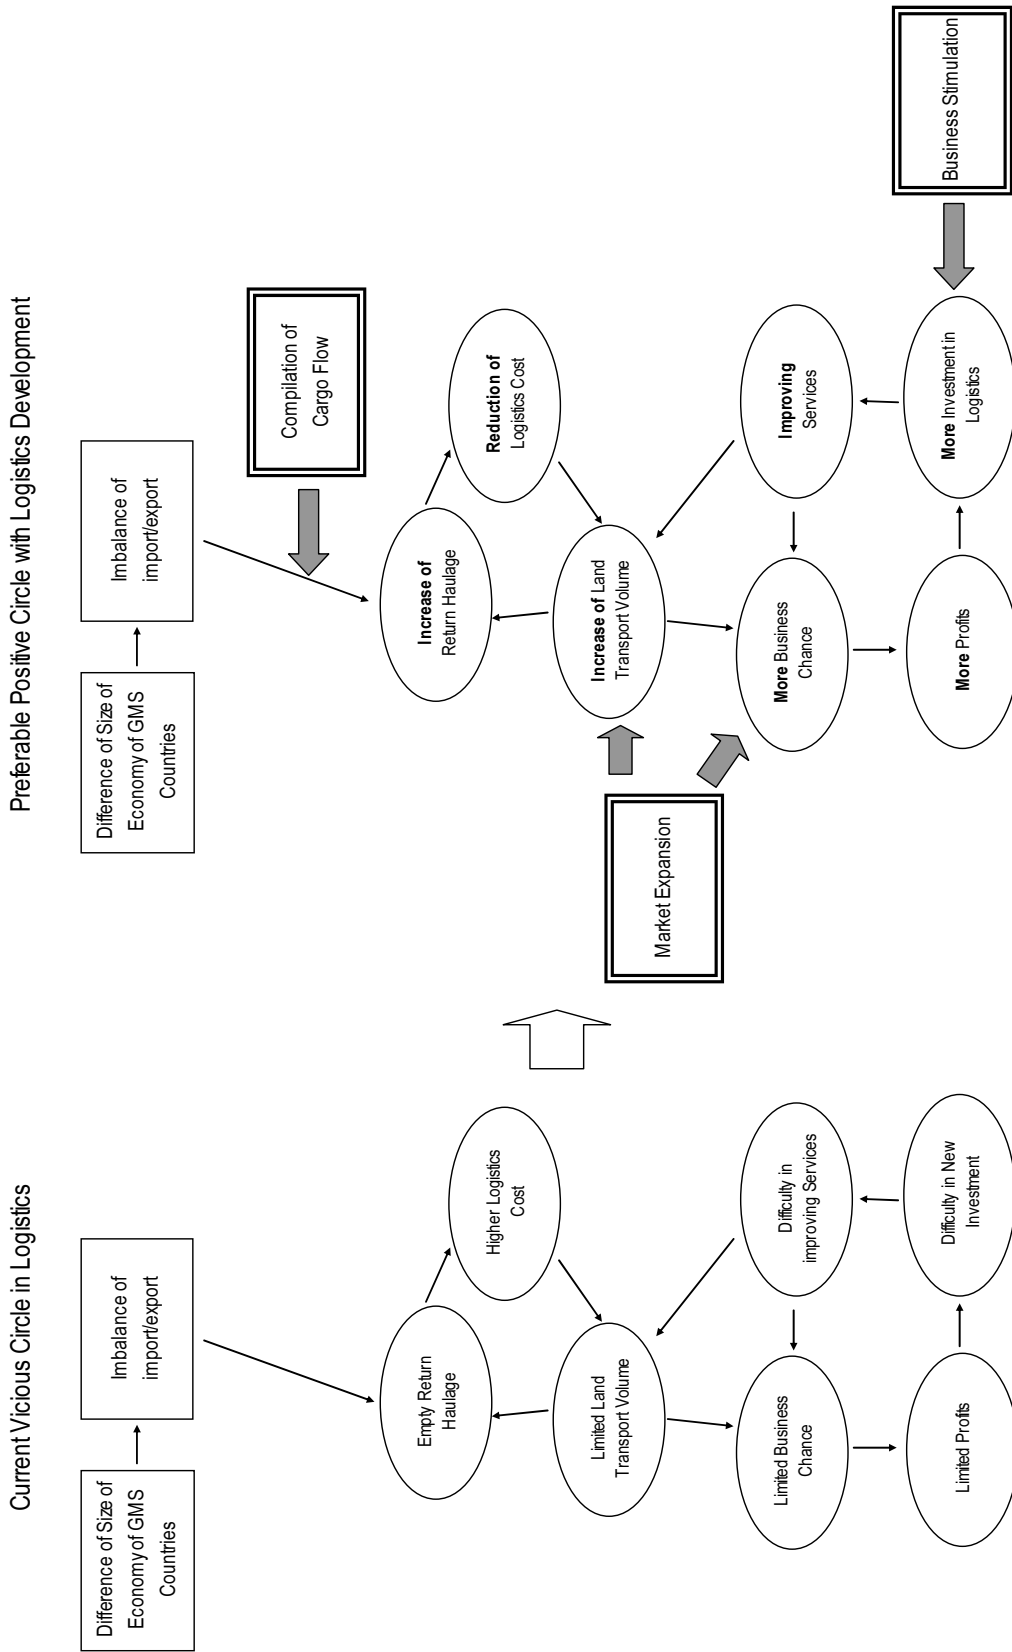 Current Vicious Circle in Logistics
Difference of Size of
Economy of GMS
Countries
Imbalance of
import/export
Empty Return
Haulage
Higher Logistics
Cost
Limited Land
Transport Volume
Limited Business
Chance
Difficulty in
improving Services
Limited Profits
Difficulty in New
Investment
Preferable Positive Circle with Logistics Development
Difference of Size of
Economy of GMS
Countries
Imbalance of
import/export
Compilation of
Cargo Flow
Increase of
Return Haulage
Reduction of
Logistics Cost
Increase of Land
Transport Volume
Market Expansion
More Business
Chance
Improving
Services
More Profits
More Investment in
Logistics
Business Stimulation